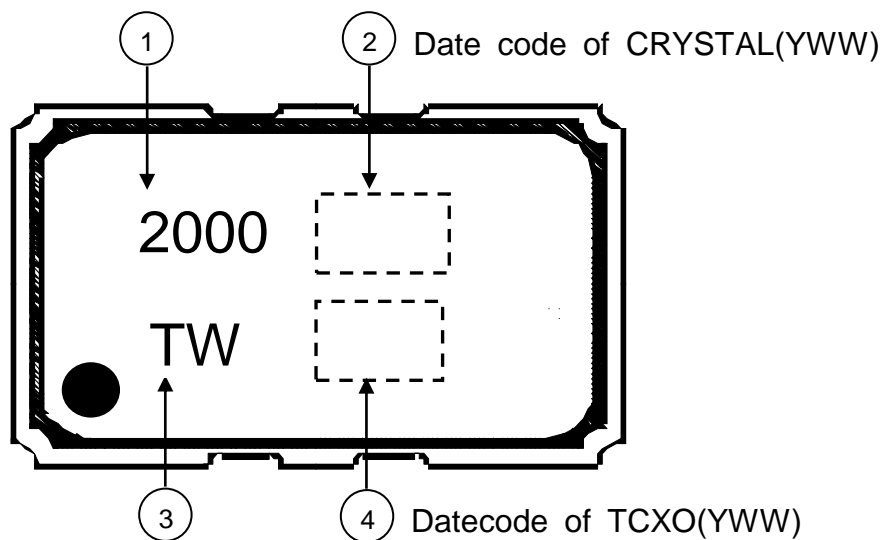 1
2 Date code of CRYSTAL(YWW)
2000
TW
3
4 Datecode of TCXO(YWW)